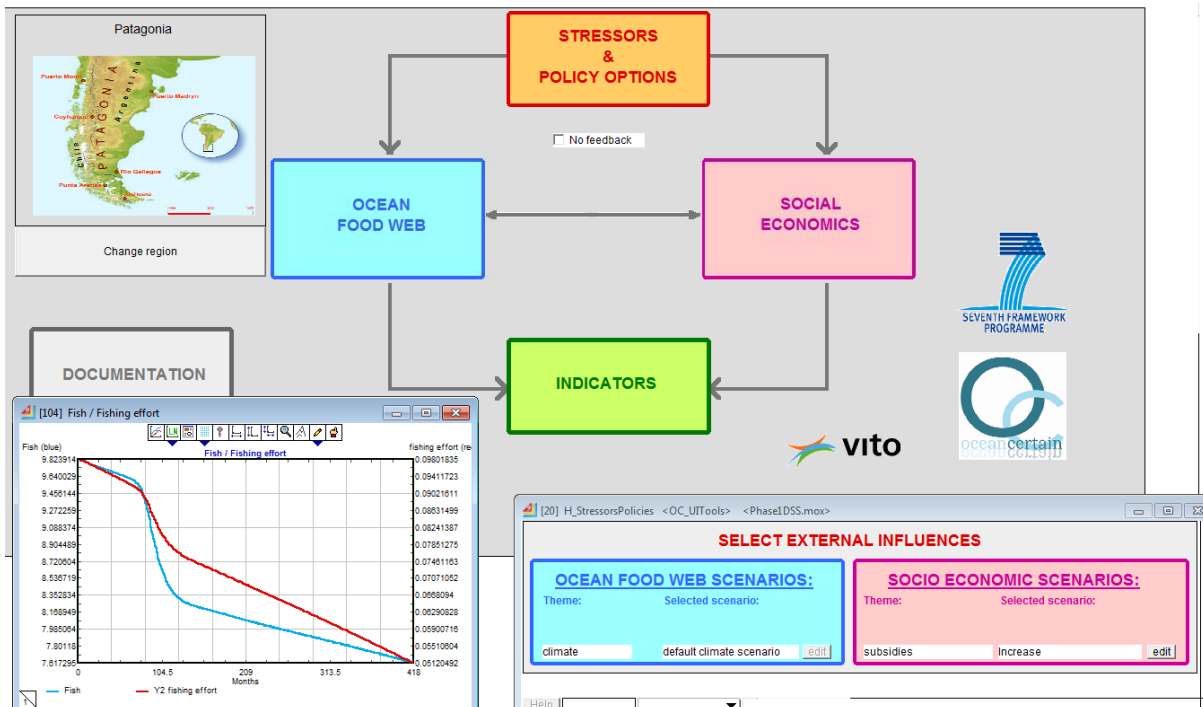 Patagonia
Puerto Madryn
PATAGONIA
Argentina
Chile
Rio Gallegos
Change region
STRESSORS
&
POLICY OPTIONS
No feedback
OCEAN
FOOD WEB
SOCIAL
ECONOMICS
INDICATORS
DOCUMENTATION
SEVENTH FRAMEWORK
PROGRAMME
oceancertain
vito
[104] Fish / Fishing effort
Fish (blue)
Fish / Fishing effort
fishing effort (re
9.823914
9.640029
9.456144
9.272259
9.088374
8.904489
8.720604
8.536719
8.352834
8.168949
7.985064
7.80118
7.617295
0.09801835
0.09411723
0.09021611
0.08631499
0.08241387
0.07851275
0.07461163
0.07071052
0.0668094
0.06290828
0.05900716
0.05510604
0.05120492
0
104.5
209
313.5
418
Months
Fish
Y2 fishing effort
1
[20] H_StressorsPolicies <OC_UITools> <Phase1DSS.mox>
SELECT EXTERNAL INFLUENCES
OCEAN FOOD WEB SCENARIOS:
Theme: Selected scenario:
climate default climate scenario edit
SOCIO ECONOMIC SCENARIOS:
Theme: Selected scenario:
subsidies Increase edit
Help